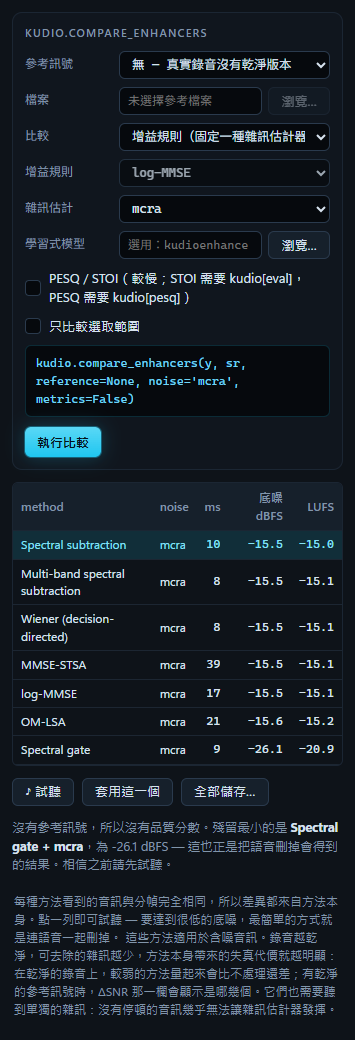 KUDIO.COMPARE_ENHANCERS
參考訊號 無 — 真實錄音沒有乾淨版本
檔案 未選擇參考檔案 瀏覽...
比較 增益規則（固定一種雜訊估計器
增益規則 log-MMSE
雜訊估計 mcra
學習式模型 選用：kudioenhance 瀏覽...
PESQ / STOI（較慢；STOI 需要 kudio[eval]，
PESQ 需要 kudio[pesq]）
只比較選取範圍
kudio.compare_enhancers(y, sr,
reference=None, noise='mcra',
metrics=False)
執行比較
method noise ms 底噪 dBFS LUFS
Spectral subtraction mcra 10 −15.5 −15.0
Multi-band spectral
subtraction mcra 8 −15.5 −15.1
Wiener (decision-
directed) mcra 8 −15.5 −15.1
MMSE-STSA mcra 39 −15.5 −15.1
log-MMSE mcra 17 −15.5 −15.1
OM-LSA mcra 21 −15.6 −15.2
Spectral gate mcra 9 −26.1 −20.9
♪ 試聽 套用這一個 全部儲存...
沒有參考訊號，所以沒有品質分數。殘留最小的是 Spectral
gate + mcra，為 -26.1 dBFS — 這也正是把語音刪掉會得到
的結果。相信之前請先試聽。
每種方法看到的音訊與分幀完全相同，所以差異都來自方法本
身。點一列即可試聽 — 要達到很低的底噪，最簡單的方式就
是連語音一起刪掉。 這些方法適用於含噪音訊。錄音越乾
淨，可去除的雜訊越少，方法本身帶來的失真代價就越明顯：
在乾淨的錄音上，較弱的方法量起來會比不處理還差；有乾淨
的參考訊號時，ΔSNR 那一欄會顯示是哪幾個。它們也需要聽
到單獨的雜訊：沒有停頓的音訊幾乎無法讓雜訊估計器發揮。